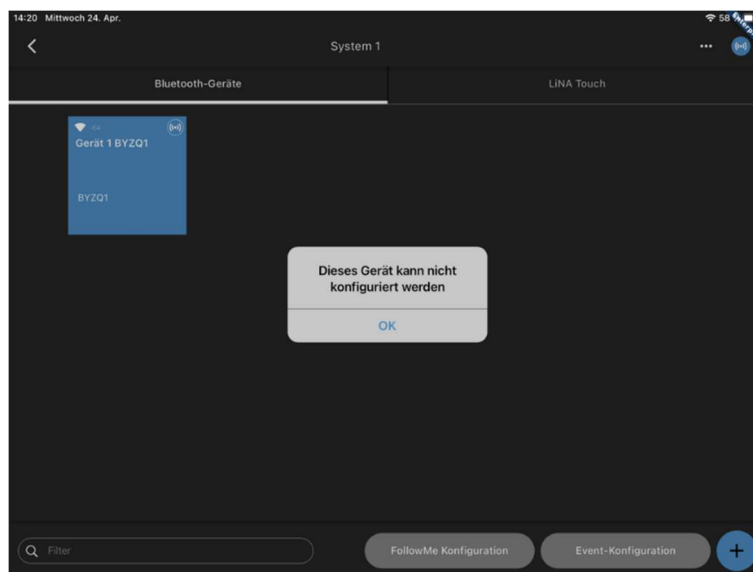 14:20 Mittwoch 24. Apr.
58
System 1
Bluetooth-Geräte
LiNA Touch
Gerät 1 BYZQ1
BYZQ1
Dieses Gerät kann nicht
konfiguriert werden
OK
Filter
FollowMe Konfiguration
Event-Konfiguration